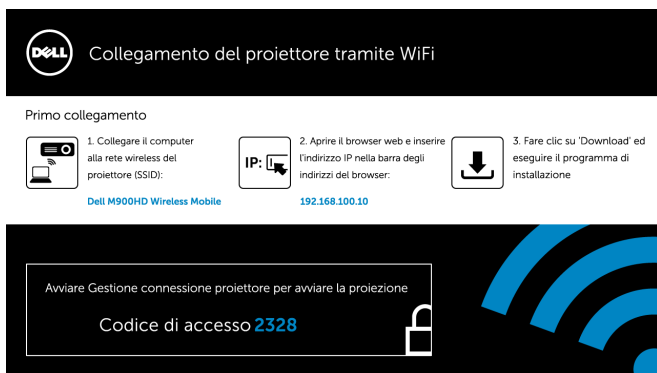 DELL
Collegamento del proiettore tramite WiFi
Primo collegamento
1. Collegare il computer
alla rete wireless del
proiettore (SSID):
Dell M900HD Wireless Mobile
IP:
2. Aprire il browser web e inserire
l'indirizzo IP nella barra degli
indirizzi del browser:
192.168.100.10
3. Fare clic su 'Download' ed
eseguire il programma di
installazione
Avviare Gestione connessione proiettore per avviare la proiezione
Codice di accesso 2328